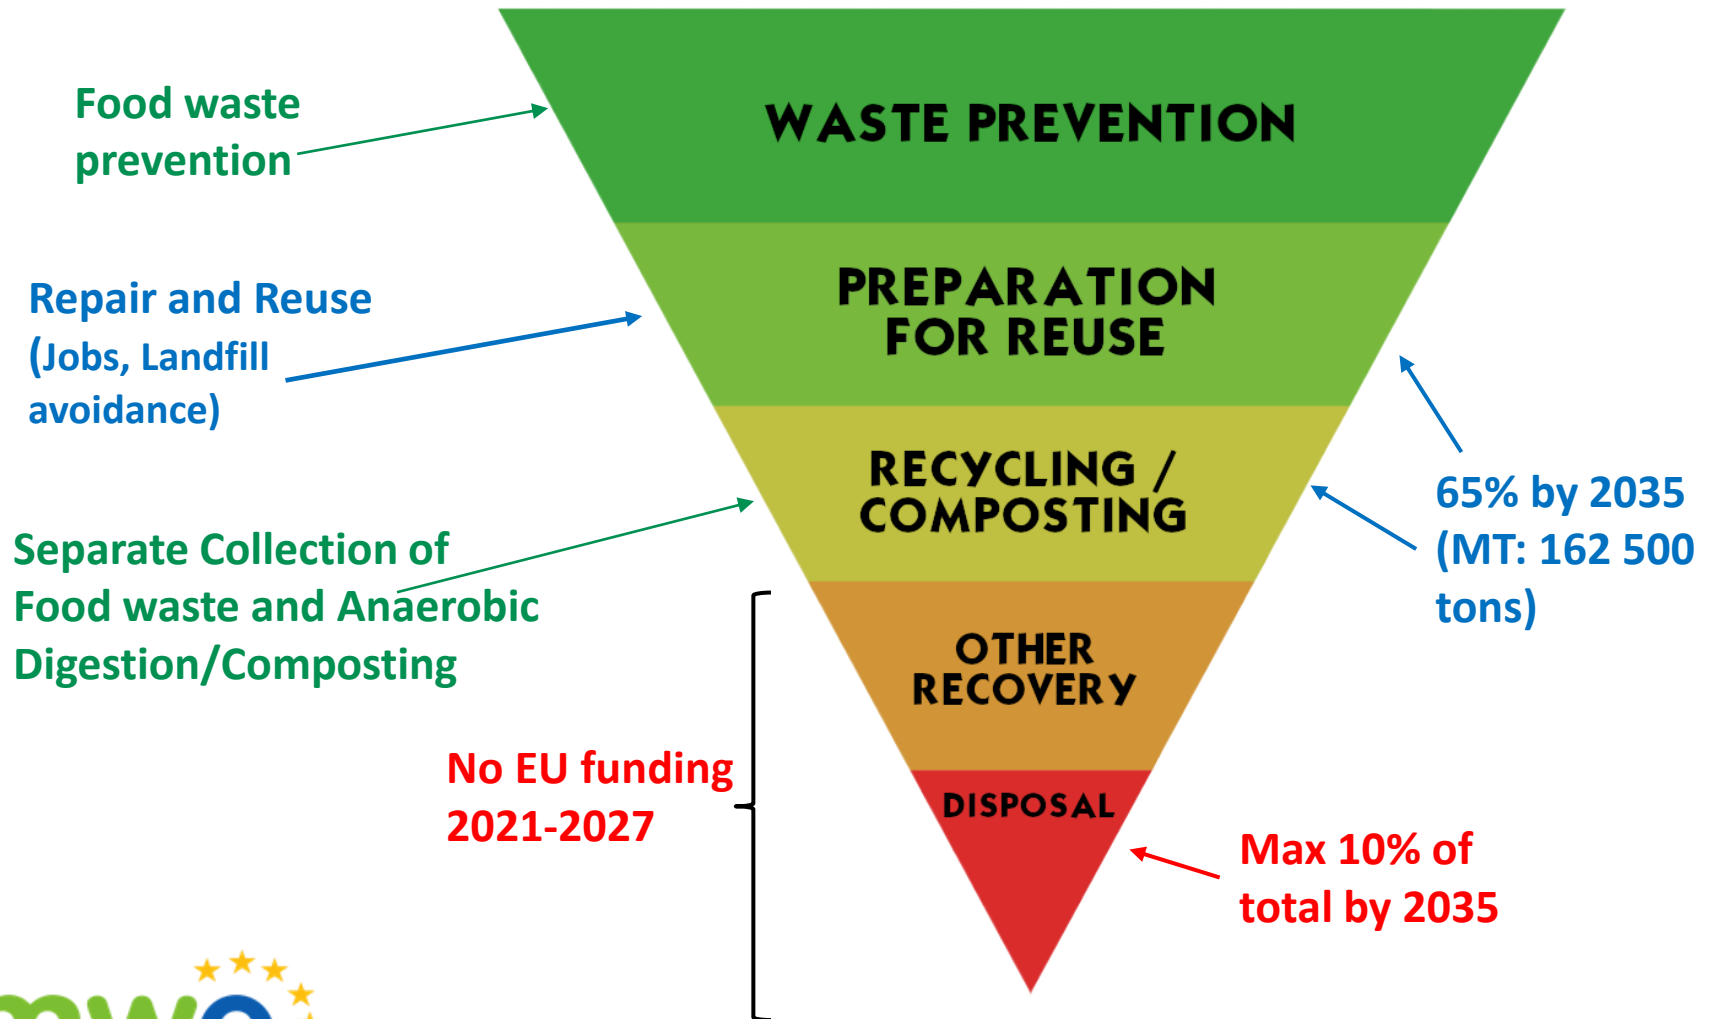 WASTE PREVENTION
Food waste
prevention
PREPARATION
FOR REUSE
Repair and Reuse
(Jobs, Landfill
avoidance)
RECYCLING /
COMPOSTING
65% by 2035
(MT: 162 500
tons)
Separate Collection of
Food waste and Anaerobic
Digestion/Composting
OTHER
RECOVERY
No EU funding
2021-2027
DISPOSAL
Max 10% of
total by 2035